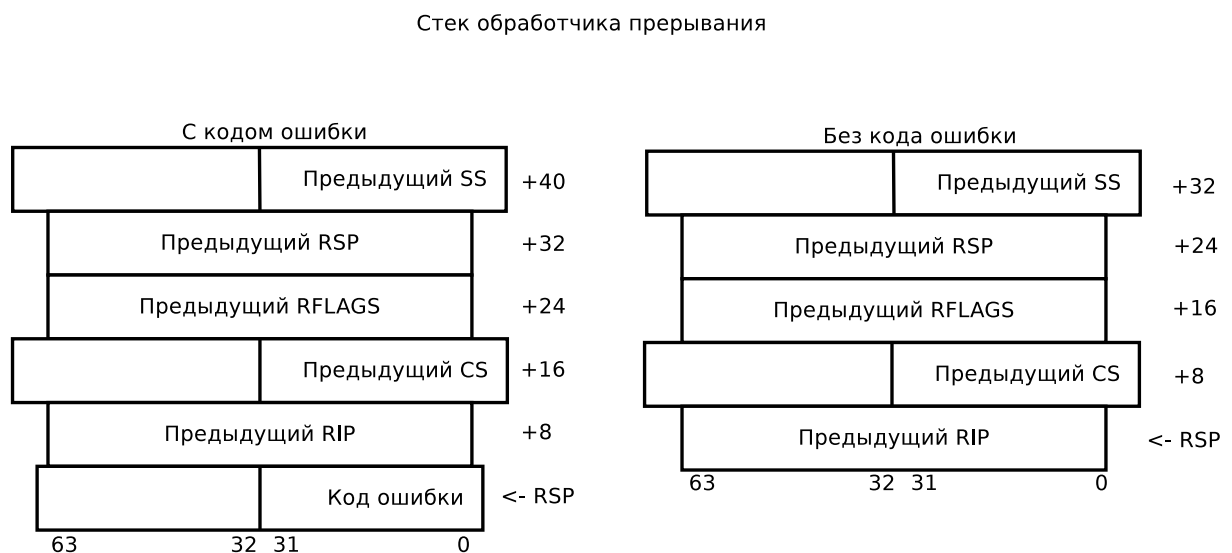 Стек обработчика прерывания
С кодом ошибки
Предыдущий SS +40
Предыдущий RSP +32
Предыдущий RFLAGS +24
Предыдущий CS +16
Предыдущий RIP +8
Код ошибки <- RSP
63 32 31 0
Без кода ошибки
Предыдущий SS +32
Предыдущий RSP +24
Предыдущий RFLAGS +16
Предыдущий CS +8
Предыдущий RIP <- RSP
63 32 31 0